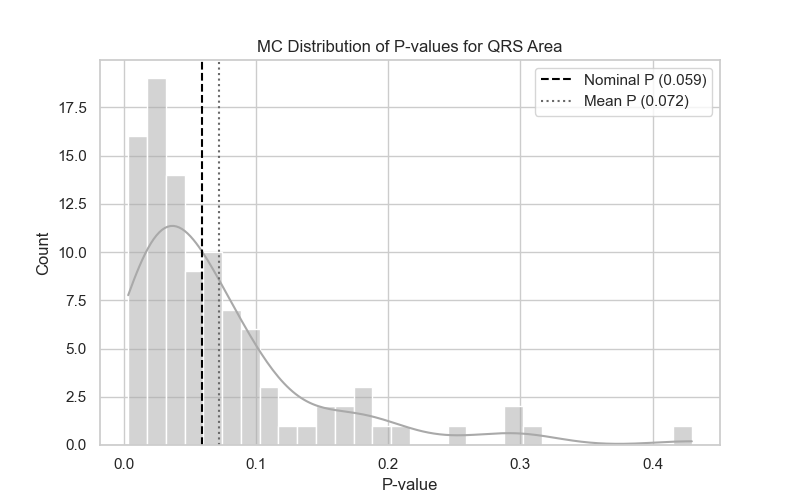 MC Distribution of P-values for QRS Area
Nominal P (0.059)
Mean P (0.072)
17.5
15.0
12.5
10.0
7.5
5.0
2.5
0.0
Count
0.0 0.1 0.2 0.3 0.4
P-value